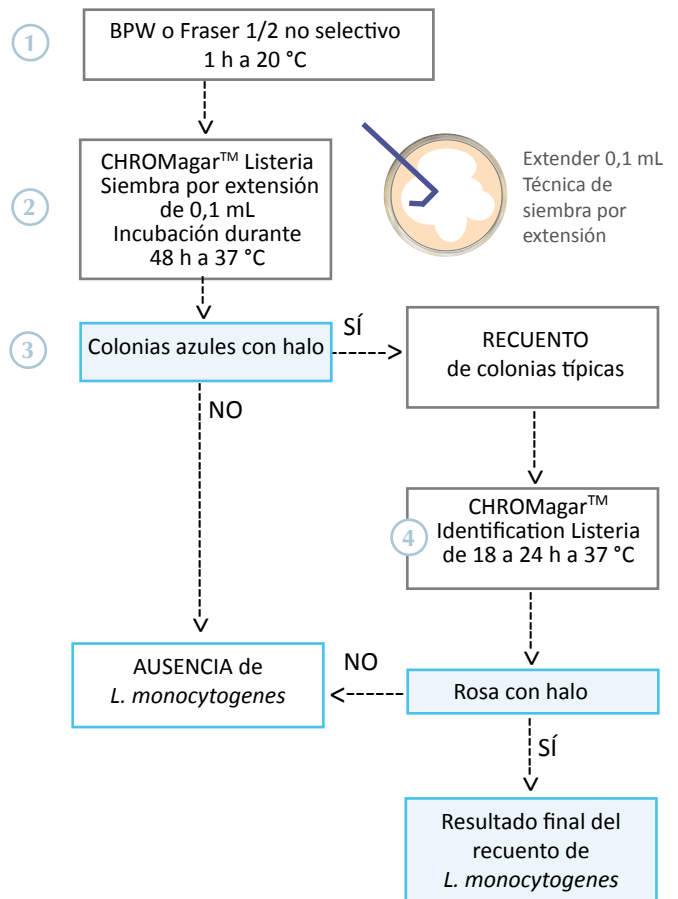 1
BPW o Fraser 1/2 no selectivo
1 h a 20 °C
2
CHROMagar™ Listeria
Siembra por extensión
de 0,1 mL
Incubación durante
48 h a 37 °C
Extender 0,1 mL
Técnica de
siembra por
extensión
3
Colonias azules con halo
SÍ
RECUENTO
de colonias típicas
NO
4
CHROMagar™
Identification Listeria
de 18 a 24 h a 37 °C
AUSENCIA de
L. monocytogenes
NO
Rosa con halo
SÍ
Resultado final del
recuento de
L. monocytogenes